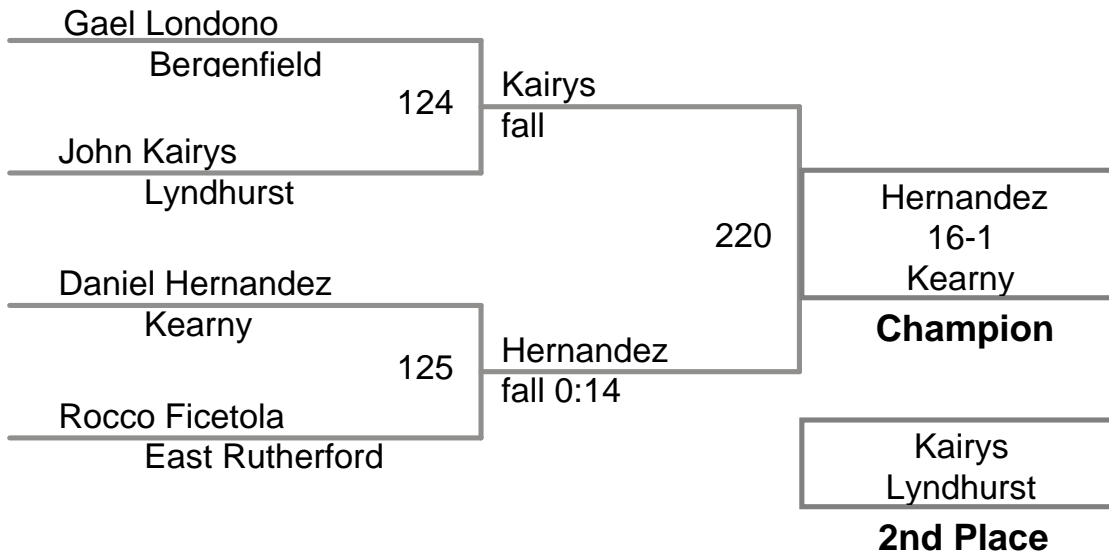 Gael Londono
Bergenfield
124
Kairys
fall
John Kairys
Lyndhurst
220
Hernandez
16-1
Kearny
Champion
Daniel Hernandez
Kearny
125
Hernandez
fall 0:14
Rocco Ficetola
East Rutherford
Kairys
Lyndhurst
2nd Place